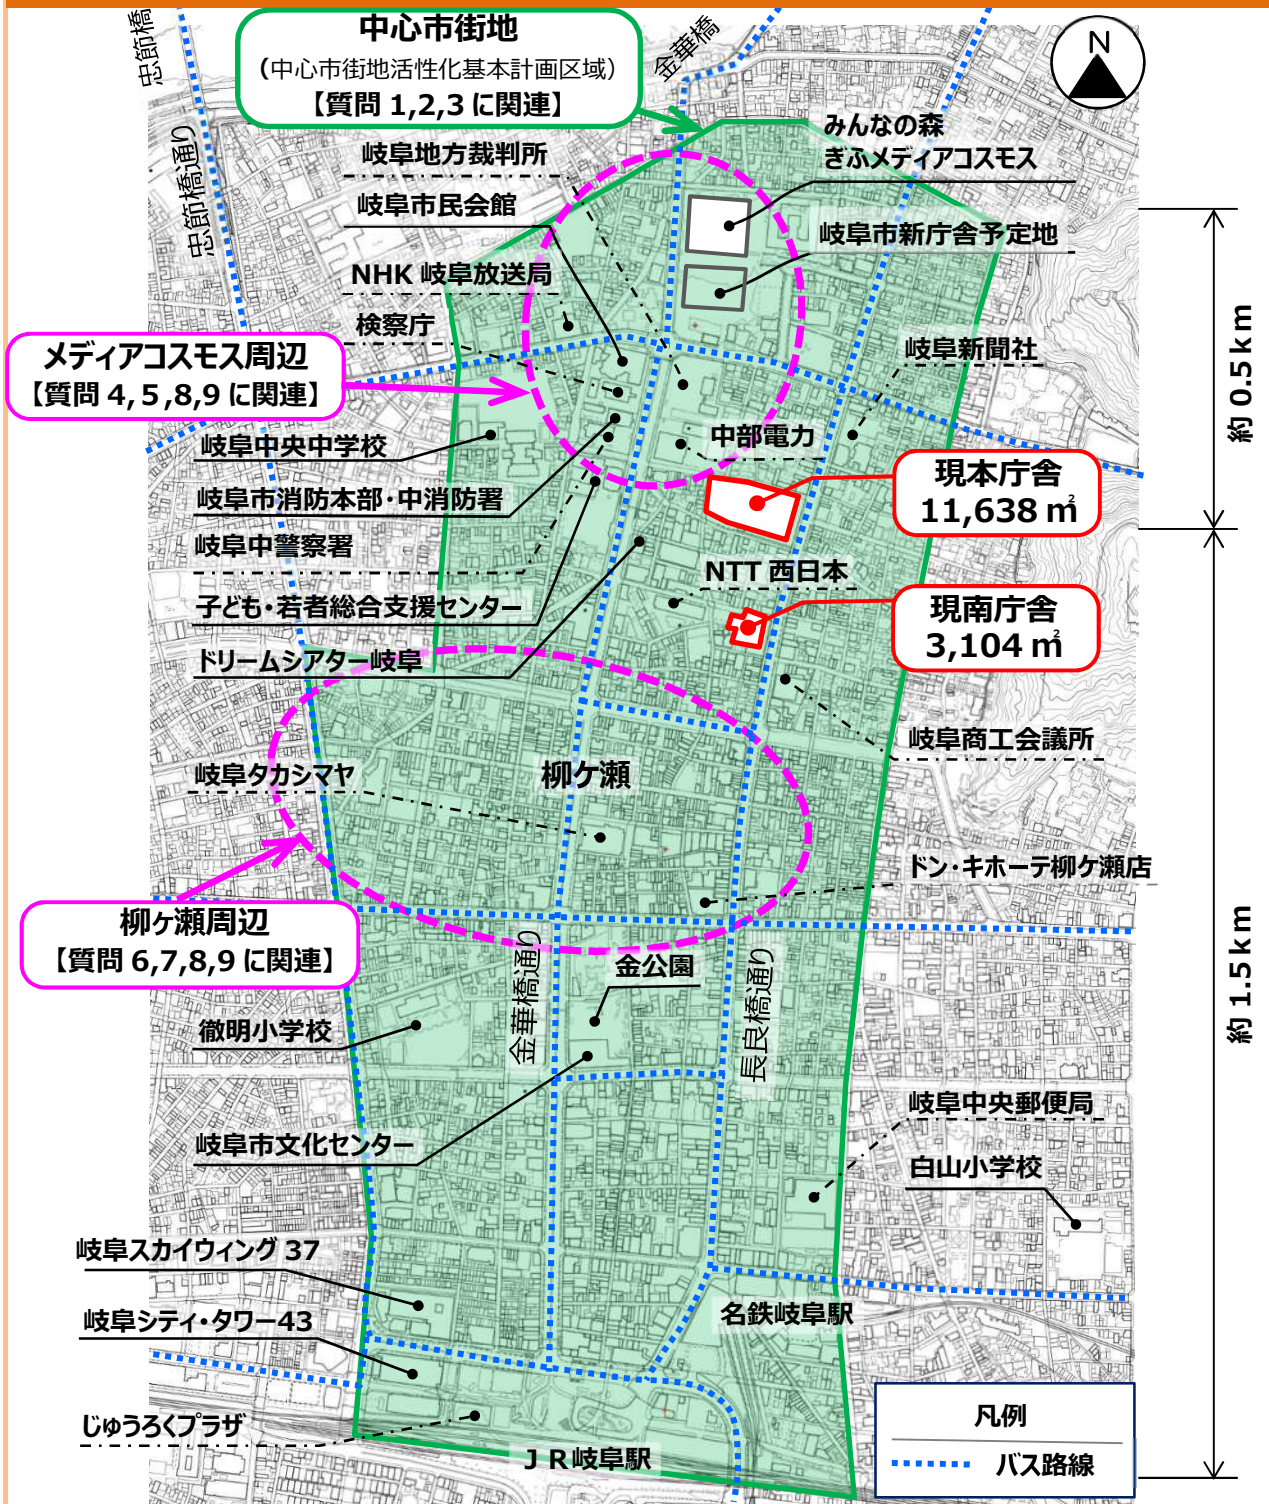 中心市街地
(中心市街地活性化基本計画区域)
【質問 1,2,3 に関連】
忠節橋
金華橋
N
みんなの森
ぎふメディアコスモス
岐阜地方裁判所
忠節橋通り
岐阜市民会館
岐阜市新庁舎予定地
NHK 岐阜放送局
検察庁
岐阜新聞社
メディアコスモス周辺
【質問 4,5,8,9 に関連】
約 0.5km
岐阜中央中学校
中部電力
現本庁舎
11,638 ㎡
岐阜市消防本部・中消防署
岐阜中警察署
NTT 西日本
子ども・若者総合支援センター
現南庁舎
3,104 ㎡
ドリームシアター岐阜
岐阜商工会議所
岐阜タカシマヤ
柳ケ瀬
ドン・キホーテ柳ケ瀬店
柳ヶ瀬周辺
【質問 6,7,8,9 に関連】
約 1.5km
金華橋通り
金公園
長良橋通り
徹明小学校
岐阜中央郵便局
岐阜市文化センター
白山小学校
岐阜スカイウィング 37
名鉄岐阜駅
岐阜シティ・タワー43
じゅうろくプラザ
JR岐阜駅
凡例
バス路線